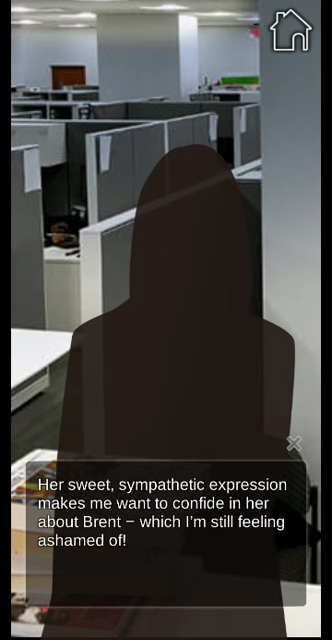 Her sweet, sympathetic expression
makes me want to confide in her
about Brent – which I'm still feeling
ashamed of!